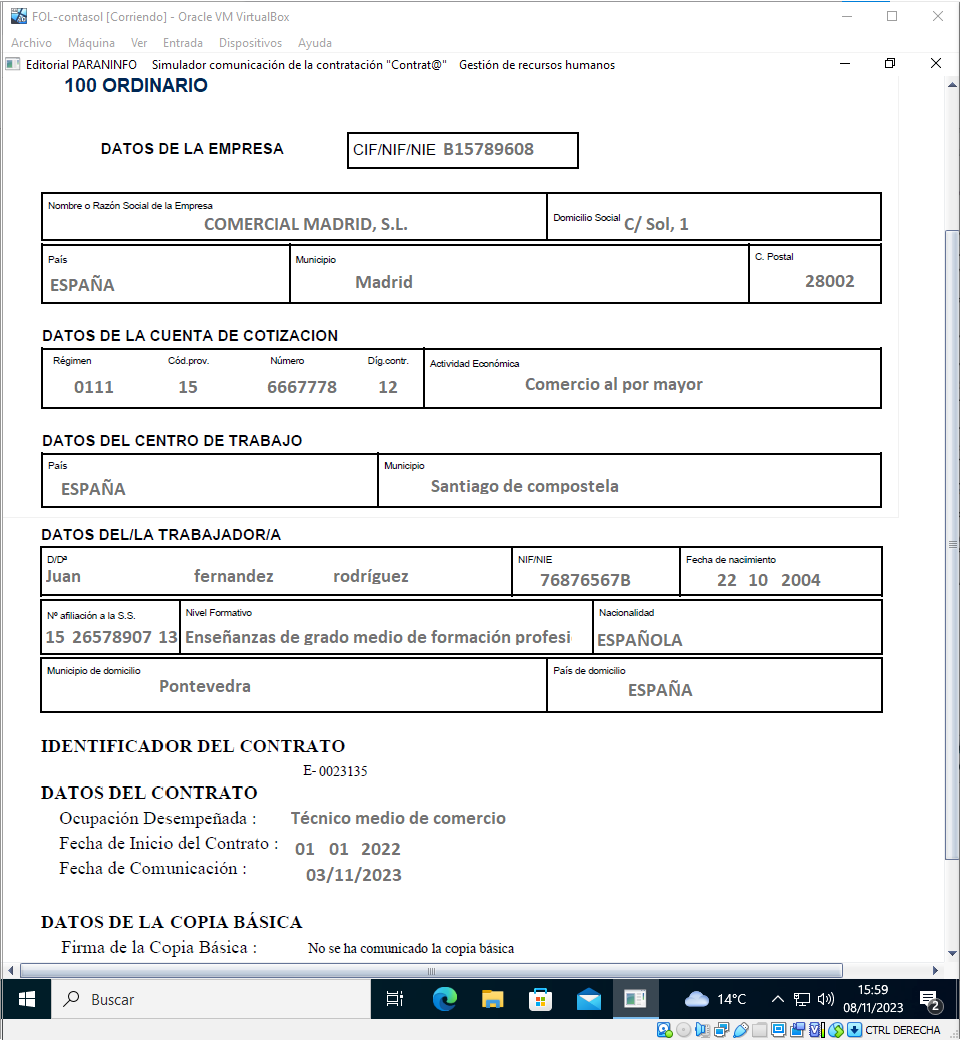 FOL-contasol [Corriendo] - Oracle VM VirtualBox
Archivo Máquina Ver Entrada Dispositivos Ayuda
Editorial PARANINFO Simulador comunicación de la contratación "Contrat@" Gestión de recursos humanos
100 ORDINARIO
DATOS DE LA EMPRESA CIF/NIF/NIE B15789608
Nombre o Razón Social de la Empresa
COMERCIAL MADRID, S.L. Domicilio Social C/ Sol, 1
País Municipio C. Postal
ESPAÑA Madrid 28002
DATOS DE LA CUENTA DE COTIZACION
Régimen Cód.prov. Número Díg.contr. Actividad Económica
0111 15 6667778 12 Comercio al por mayor
DATOS DEL CENTRO DE TRABAJO
País Municipio
ESPAÑA Santiago de compostela
DATOS DEL/LA TRABAJADOR/A
D/Dª NIF/NIE Fecha de naciimiento
Juan fernandez rodríguez 76876567B 22 10 2004
Nº afiliación a la S.S. Nivel Formativo Nacionalidad
15 26578907 13 Enseñanzas de grado medio de formación profesi ESPAÑOLA
Municipio de domicilio País de domicilio
Pontevedra ESPAÑA
IDENTIFICADOR DEL CONTRATO
E- 0023135
DATOS DEL CONTRATO
Ocupación Desempeñada : Técnico medio de comercio
Fecha de Inicio del Contrato : 01 01 2022
Fecha de Comunicación : 03/11/2023
DATOS DE LA COPIA BÁSICA
Firma de la Copia Básica : No se ha comunicado la copia básica
Buscar 14°C 15:59
08/11/2023 2
CTRL DERECHA